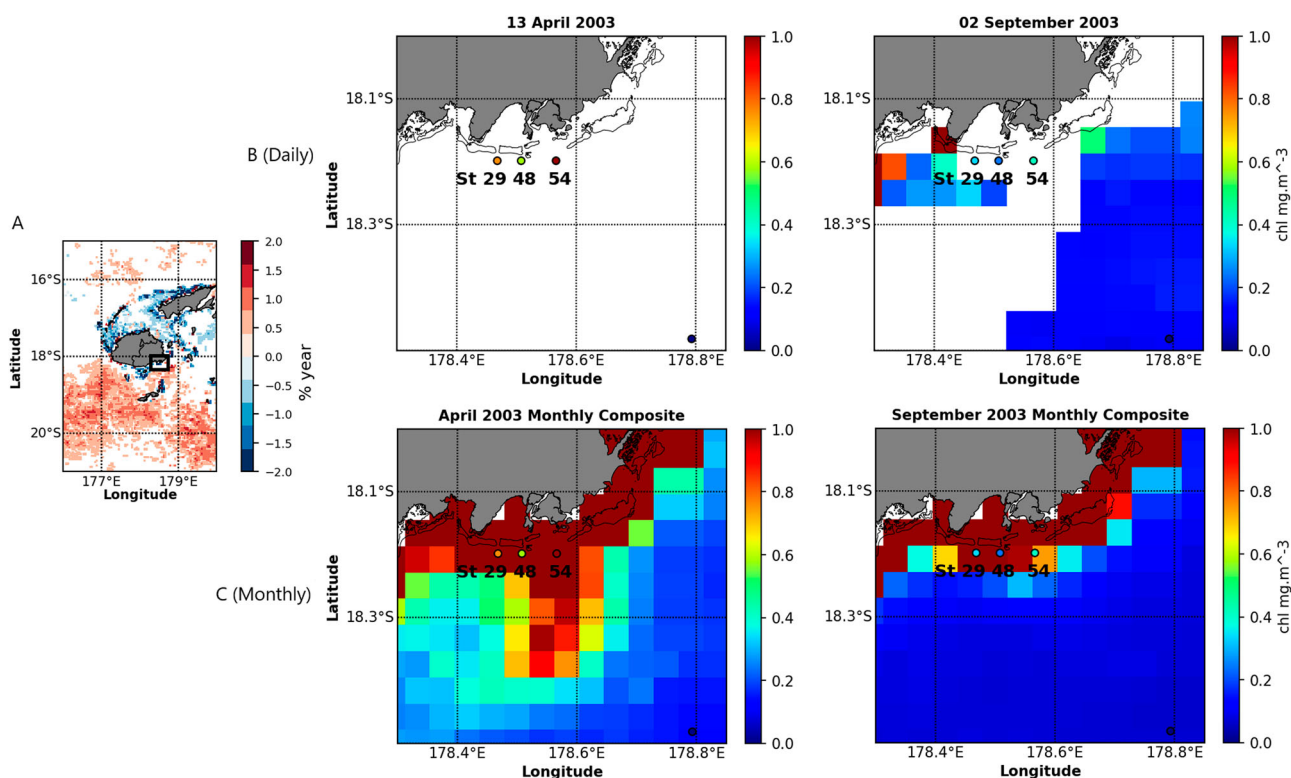 13 April 2003
1.0
0.8
0.6
0.4
0.2
0.0
18.1°S
18.3°S
Latitude
St 29 48 54
178.4°E
178.6°E
178.8°E
Longitude
B (Daily)
02 September 2003
1.0
0.8
0.6
0.4
0.2
0.0
chl mg.m^-3
18.1°S
18.3°S
Latitude
St 29 48 54
178.4°E
178.6°E
178.8°E
Longitude
A
16°S
18°S
20°S
Latitude
177°E
179°E
Longitude
2.0
1.5
1.0
0.5
0.0
−0.5
−1.0
−1.5
−2.0
% year
C (Monthly)
April 2003 Monthly Composite
1.0
0.8
0.6
0.4
0.2
0.0
18.1°S
18.3°S
Latitude
St 29 48 54
178.4°E
178.6°E
178.8°E
Longitude
September 2003 Monthly Composite
1.0
0.8
0.6
0.4
0.2
0.0
chl mg.m^-3
18.1°S
18.3°S
Latitude
St 29 48 54
178.4°E
178.6°E
178.8°E
Longitude